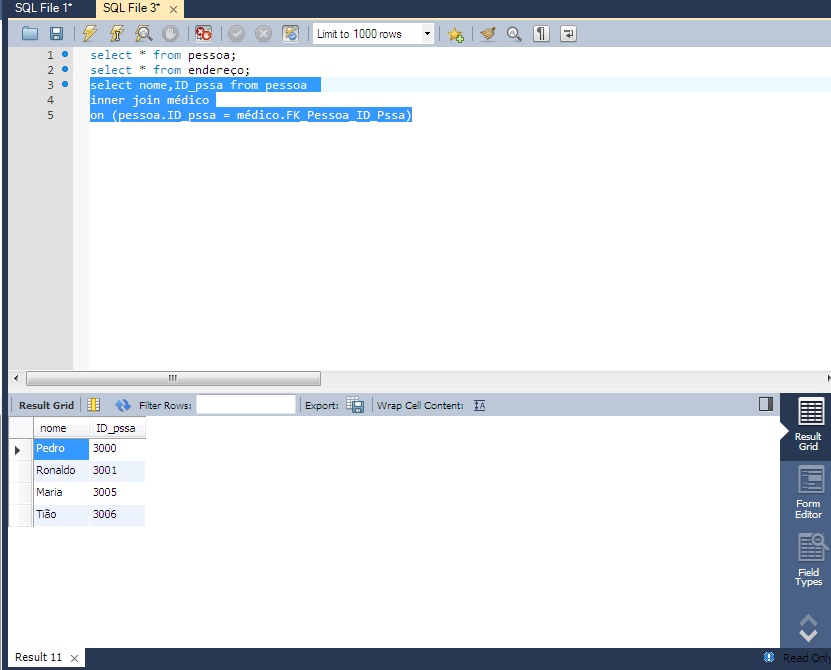 SQL File 1* SQL File 3*
Limit to 1000 rows
1 select * from pessoa;
2 select * from endereço;
3 select nome,ID_pssa from pessoa
4 inner join médico
5 on (pessoa.ID_pssa = médico.FK_Pessoa_ID_Pssa)
Result Grid Filter Rows: Export: Wrap Cell Content:
nome ID_pssa
Pedro 3000
Ronaldo 3001
Maria 3005
Tião 3006
Result
Grid
Form
Editor
Field
Types
Result 11 Read Only